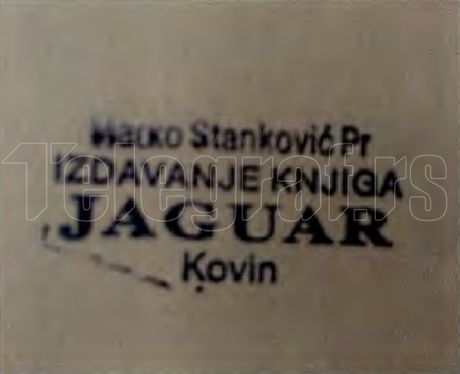 Stanković Pr
IZDAVANJE KNJIGA
JAGUAR
Kovin
Telegraf.rs